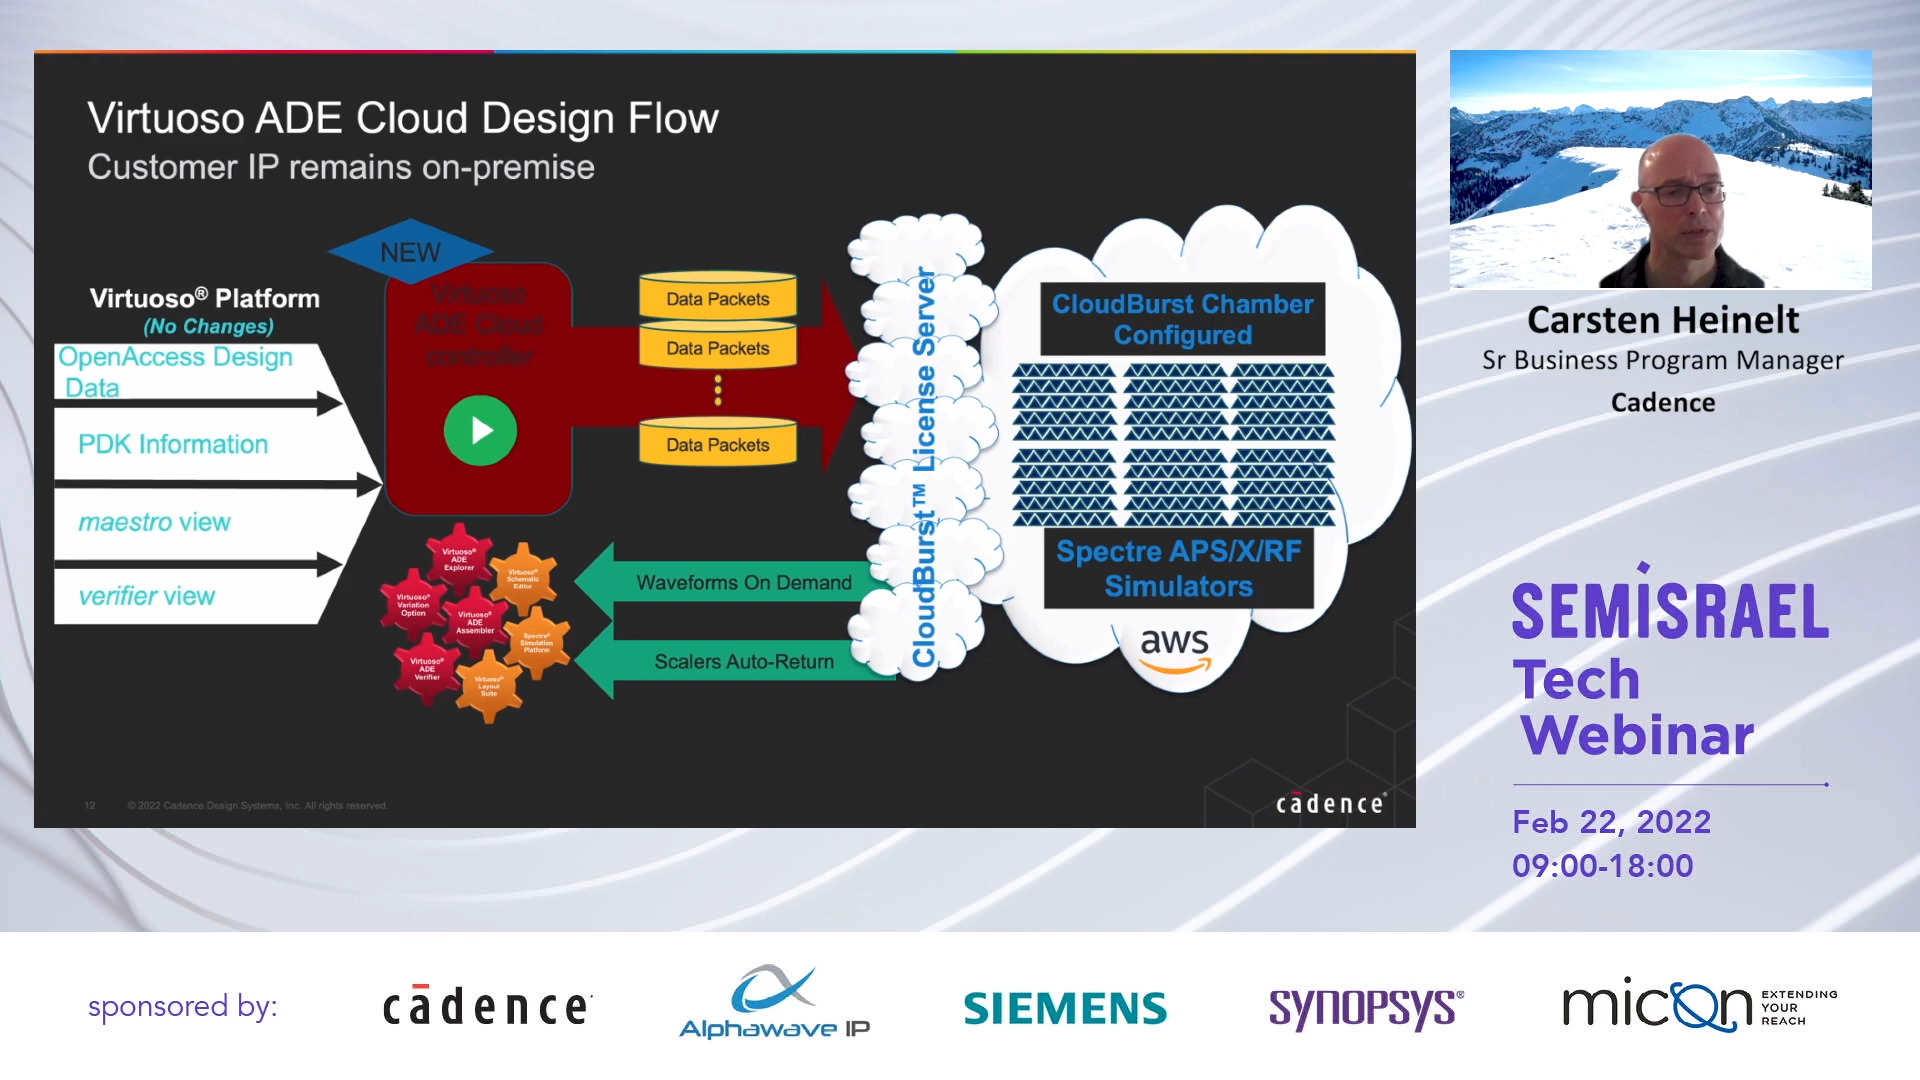 Virtuoso ADE Cloud Design Flow
Customer IP remains on-premise
NEW
Virtuoso® Platform
(No Changes)
OpenAccess Design
Data
PDK Information
maestro view
verifier view
Virtuoso
ADE Cloud
controller
Data Packets
Data Packets
Data Packets
Virtuoso®
ADE
Explorer
Virtuoso®
Schematic
Editor
Virtuoso®
Variation
Option
Virtuoso®
ADE
Assembler
Spectre®
Simulation
Platform
Virtuoso®
ADE
Verifier
Virtuoso®
Layout
Suite
Waveforms On Demand
Scalers Auto-Return
CloudBurst™ License Server
CloudBurst Chamber
Configured
Spectre APS/X/RF
Simulators
aws
12 © 2022 Cadence Design Systems, Inc. All rights reserved.
cādence®
Carsten Heinelt
Sr Business Program Manager
Cadence
SEMISRAEL
Tech
Webinar
Feb 22, 2022
09:00-18:00
sponsored by:
cādence
Alphawave IP
SIEMENS
SYNOPSYS®
micon
EXTENDING
YOUR
REACH